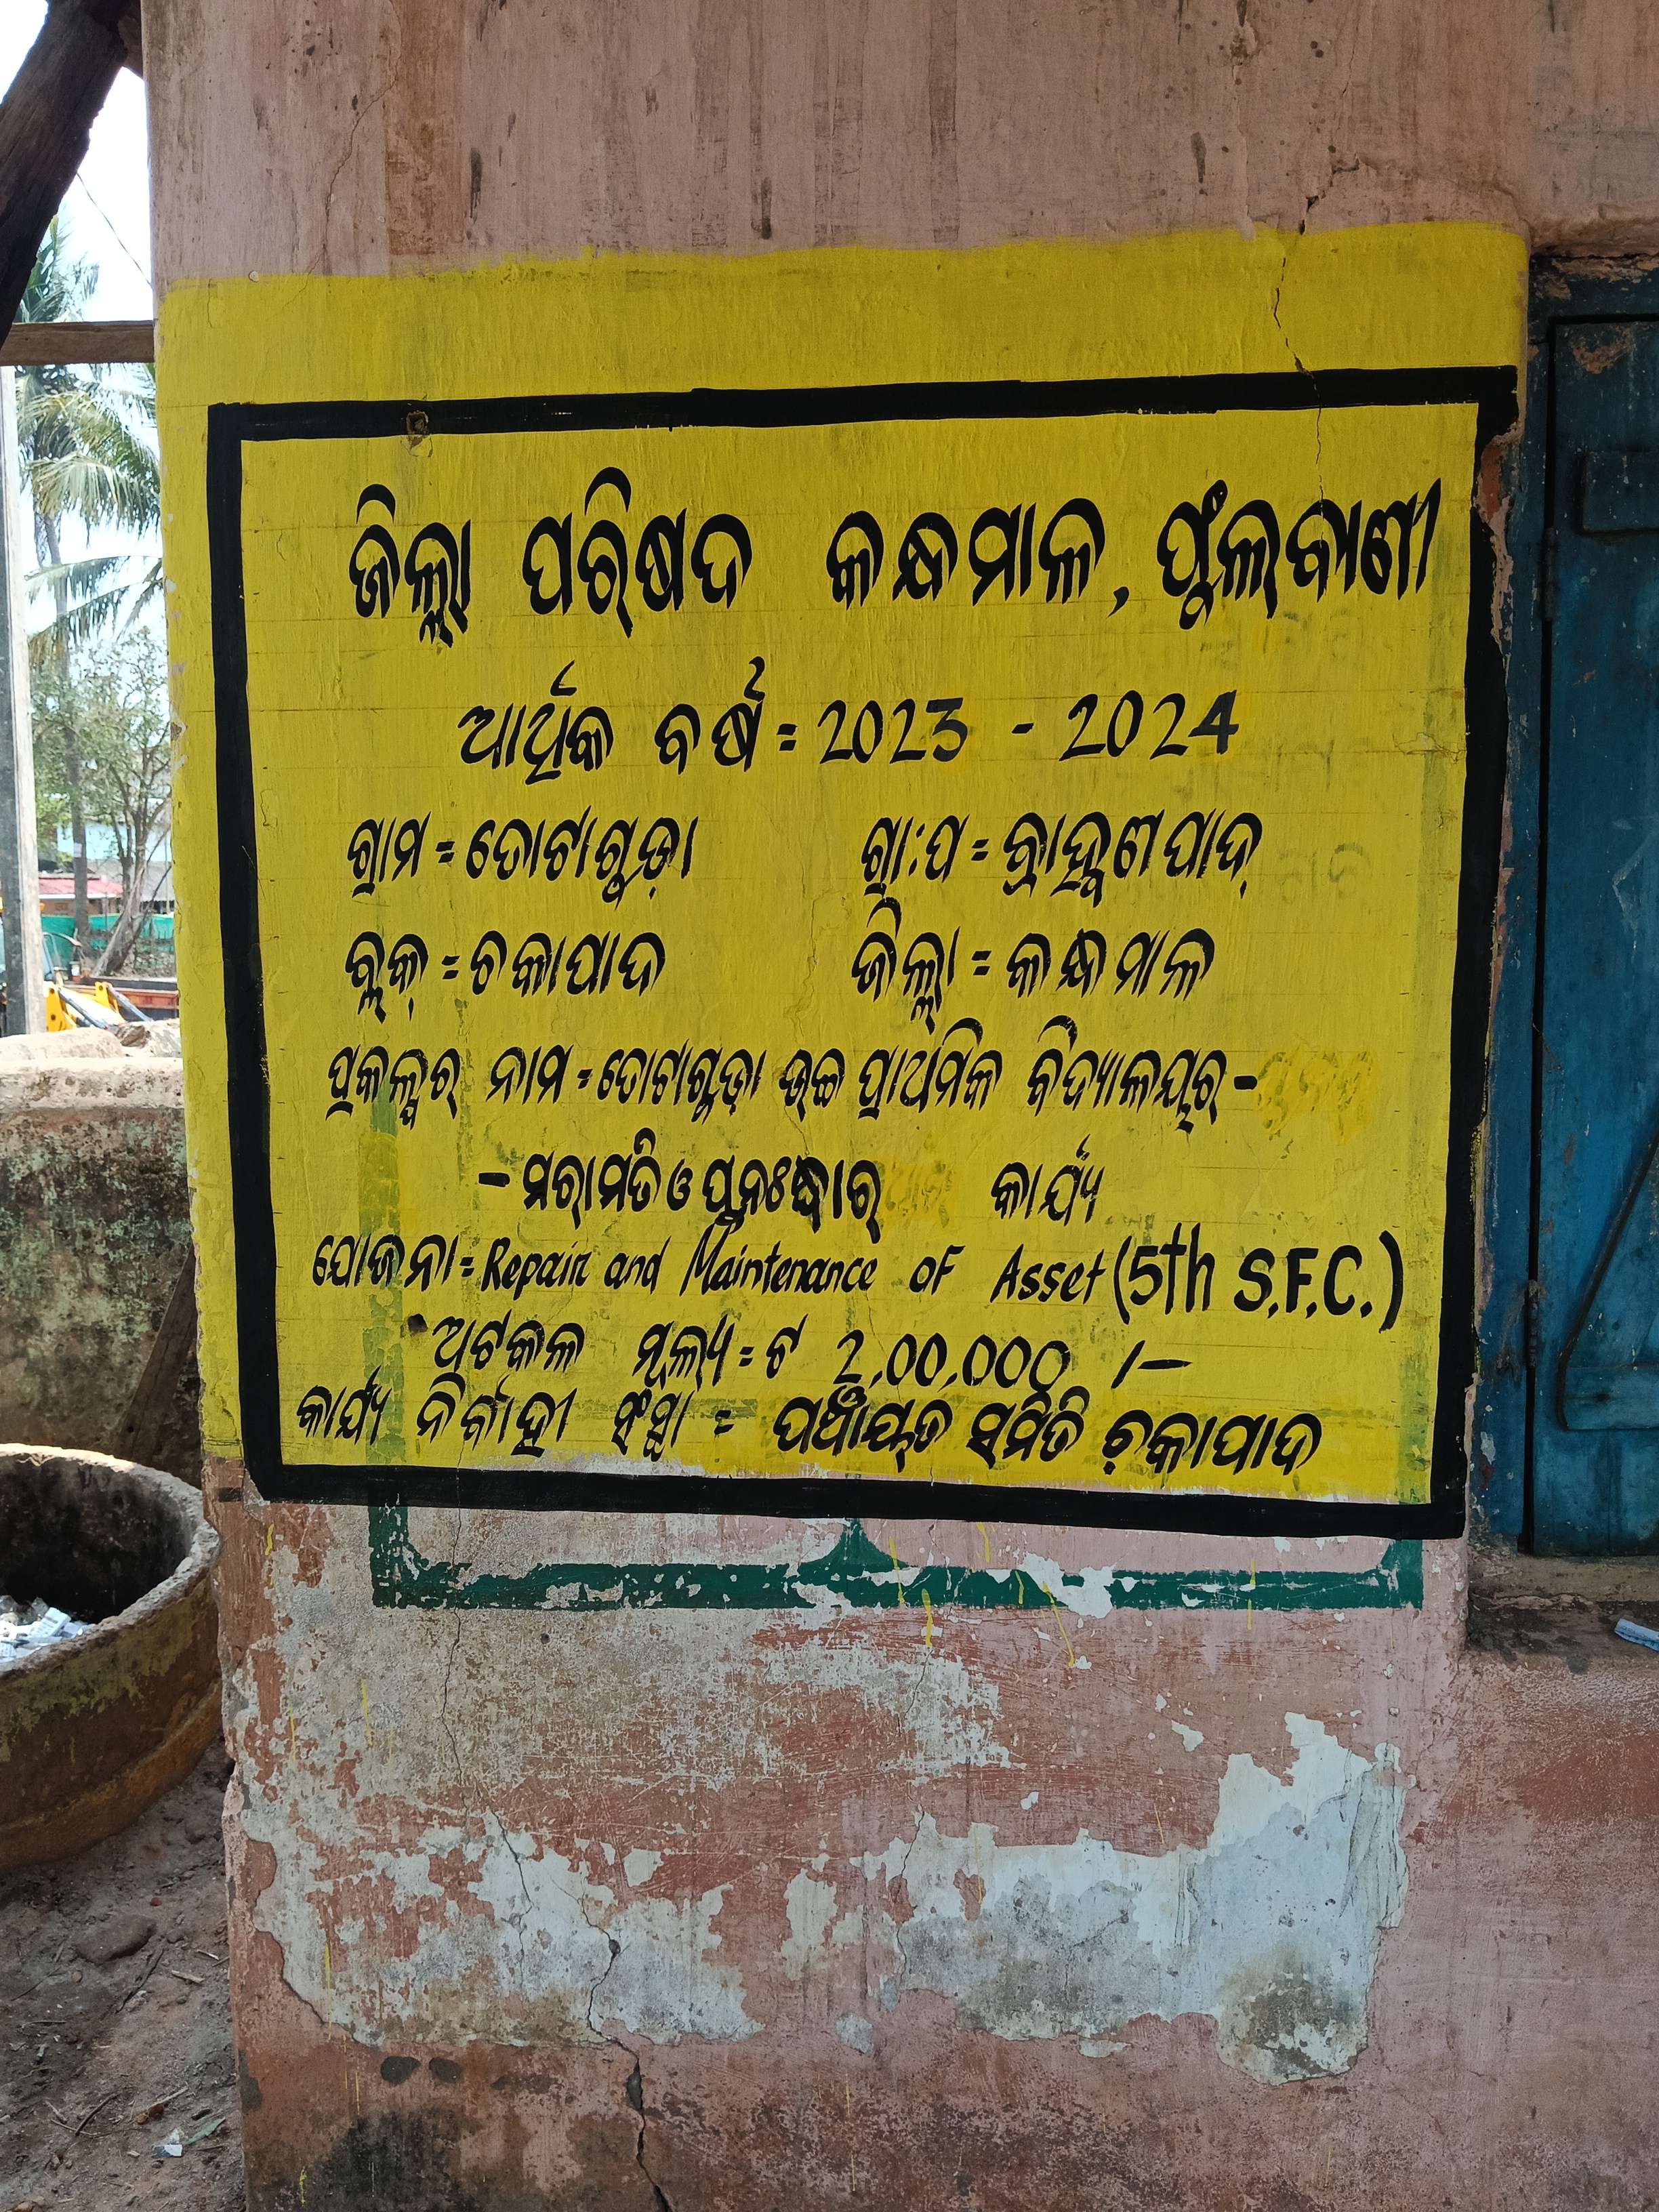 ଜିଲ୍ଲା ପରିଷଦ କନ୍ଧମାଳ, ଫୁଲବାଣୀ
ଆର୍ଥିକ ବର୍ଷ = 2023 - 2024
ଗ୍ରାମ = ତୋଟାଗୁଡ଼ା ଗ୍ରା:ପ = ବ୍ରାହ୍ମଣପାଦ୍
ବ୍ଲକ୍ = ଚକାପାଦ ଜିଲ୍ଲା = କନ୍ଧମାଳ
ପ୍ରକଳ୍ପର ନାମ = ତୋଟାଗୁଡ଼ା ଉଚ୍ଚ ପ୍ରାଥମିକ ବିଦ୍ୟାଳୟର -
- ମରାମତି ଓ ପୁନଃଦ୍ଧୋର କାର୍ଯ୍ୟ
ଯୋଜନା = Repair and Maintenance of Asset (5th S.F.C.)
ଅଟକଳ ମୂଲ୍ୟ = ଟ 2,00,000 /-
କାର୍ଯ୍ୟ ନିର୍ବାହୀ ସଂସ୍ଥା = ପଞ୍ଚାୟତ ସମିତି ଚକାପାଦ